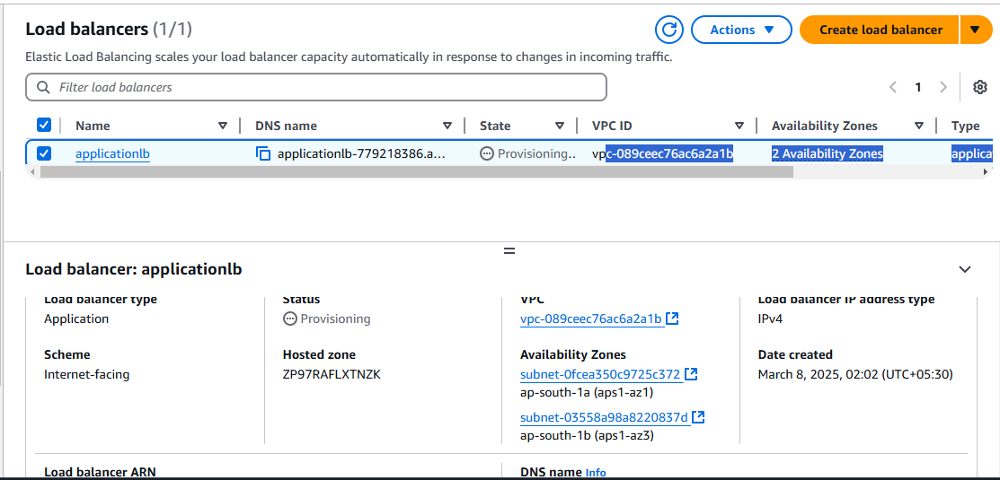 Load balancers (1/1)
Actions
Create load balancer
Elastic Load Balancing scales your load balancer capacity automatically in response to changes in incoming traffic.
Filter load balancers
1
Name DNS name State VPC ID Availability Zones Type
applicationlb applicationlb-779218386.a... Provisioning.. vpc-089ceec76ac6a2a1b 2 Availability Zones applica
Load balancer: applicationlb
Load balancer type Status VPC Load balancer IP address type
Application Provisioning vpc-089ceec76ac6a2a1b IPv4
Scheme Hosted zone Availability Zones Date created
Internet-facing ZP97RAFLXTNZK subnet-0fcea350c9725c372 March 8, 2025, 02:02 (UTC+05:30)
ap-south-1a (aps1-az1)
subnet-03558a98a8220837d
ap-south-1b (aps1-az3)
Load balancer ARN DNS name Info